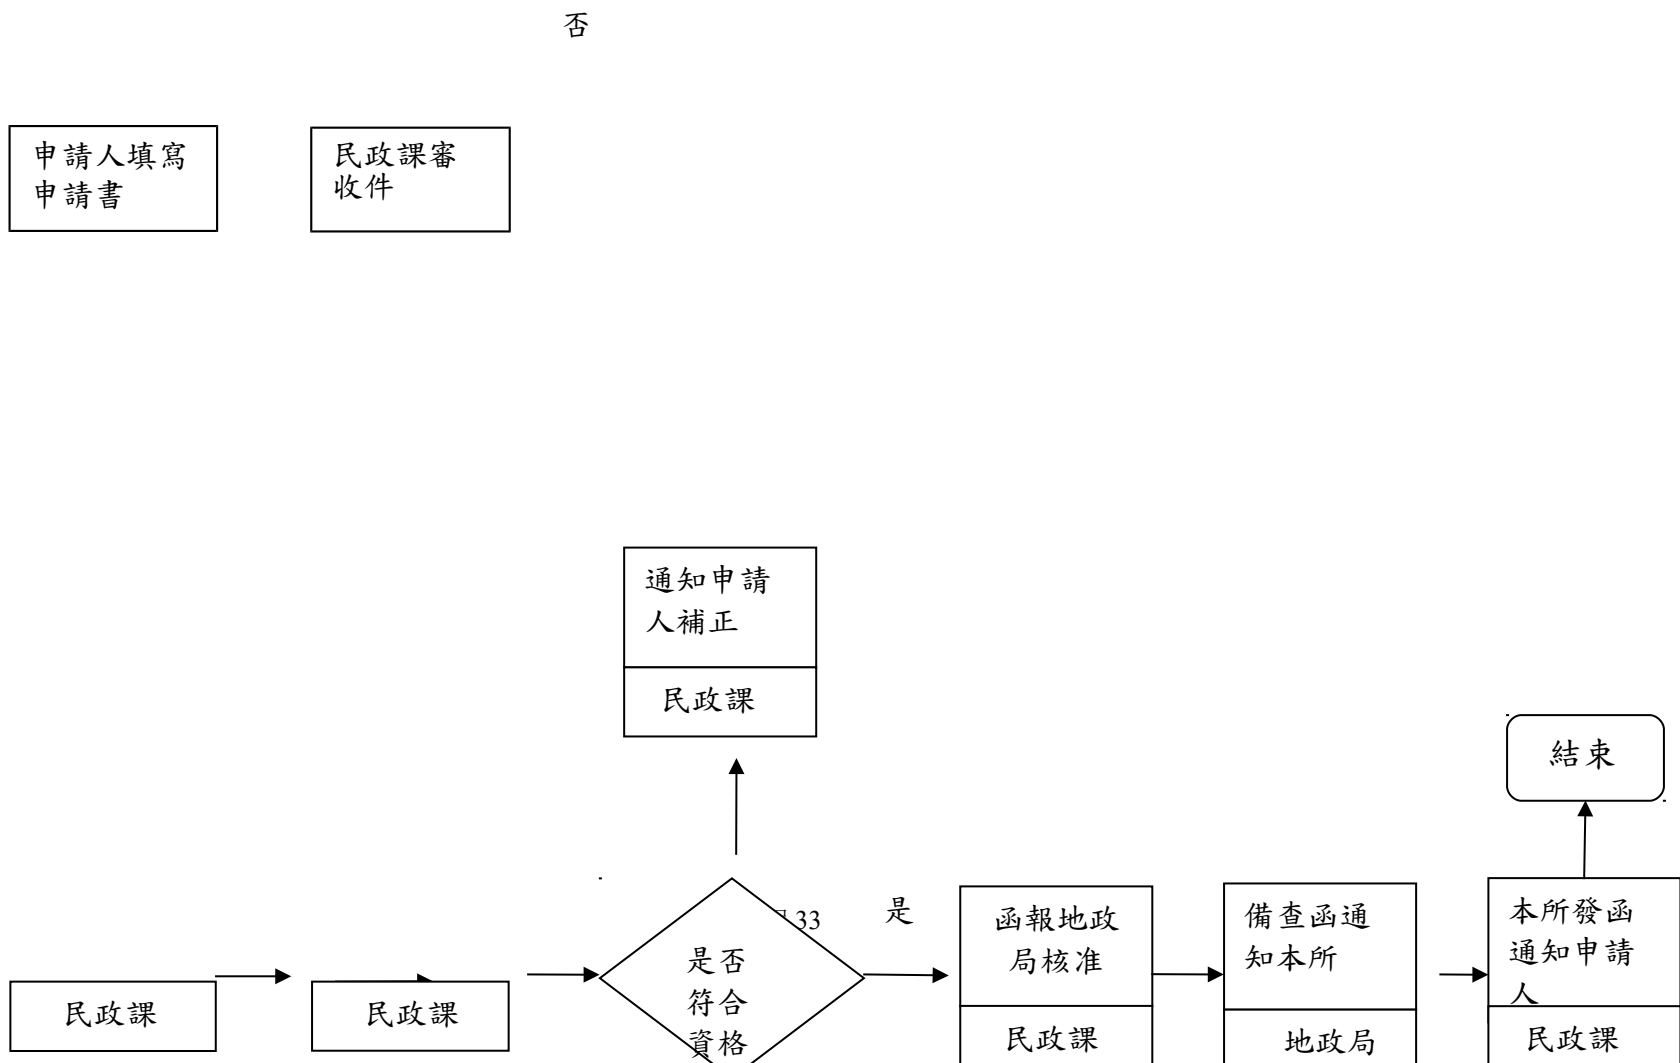 否
申請人填寫
申請書
民政課審
收件
通知申請
人補正
民政課
結束
33
是
是否
符合
資格
函報地政
局核准
備查函通
知本所
本所發函
通知申請
人
民政課
民政課
民政課
地政局
民政課